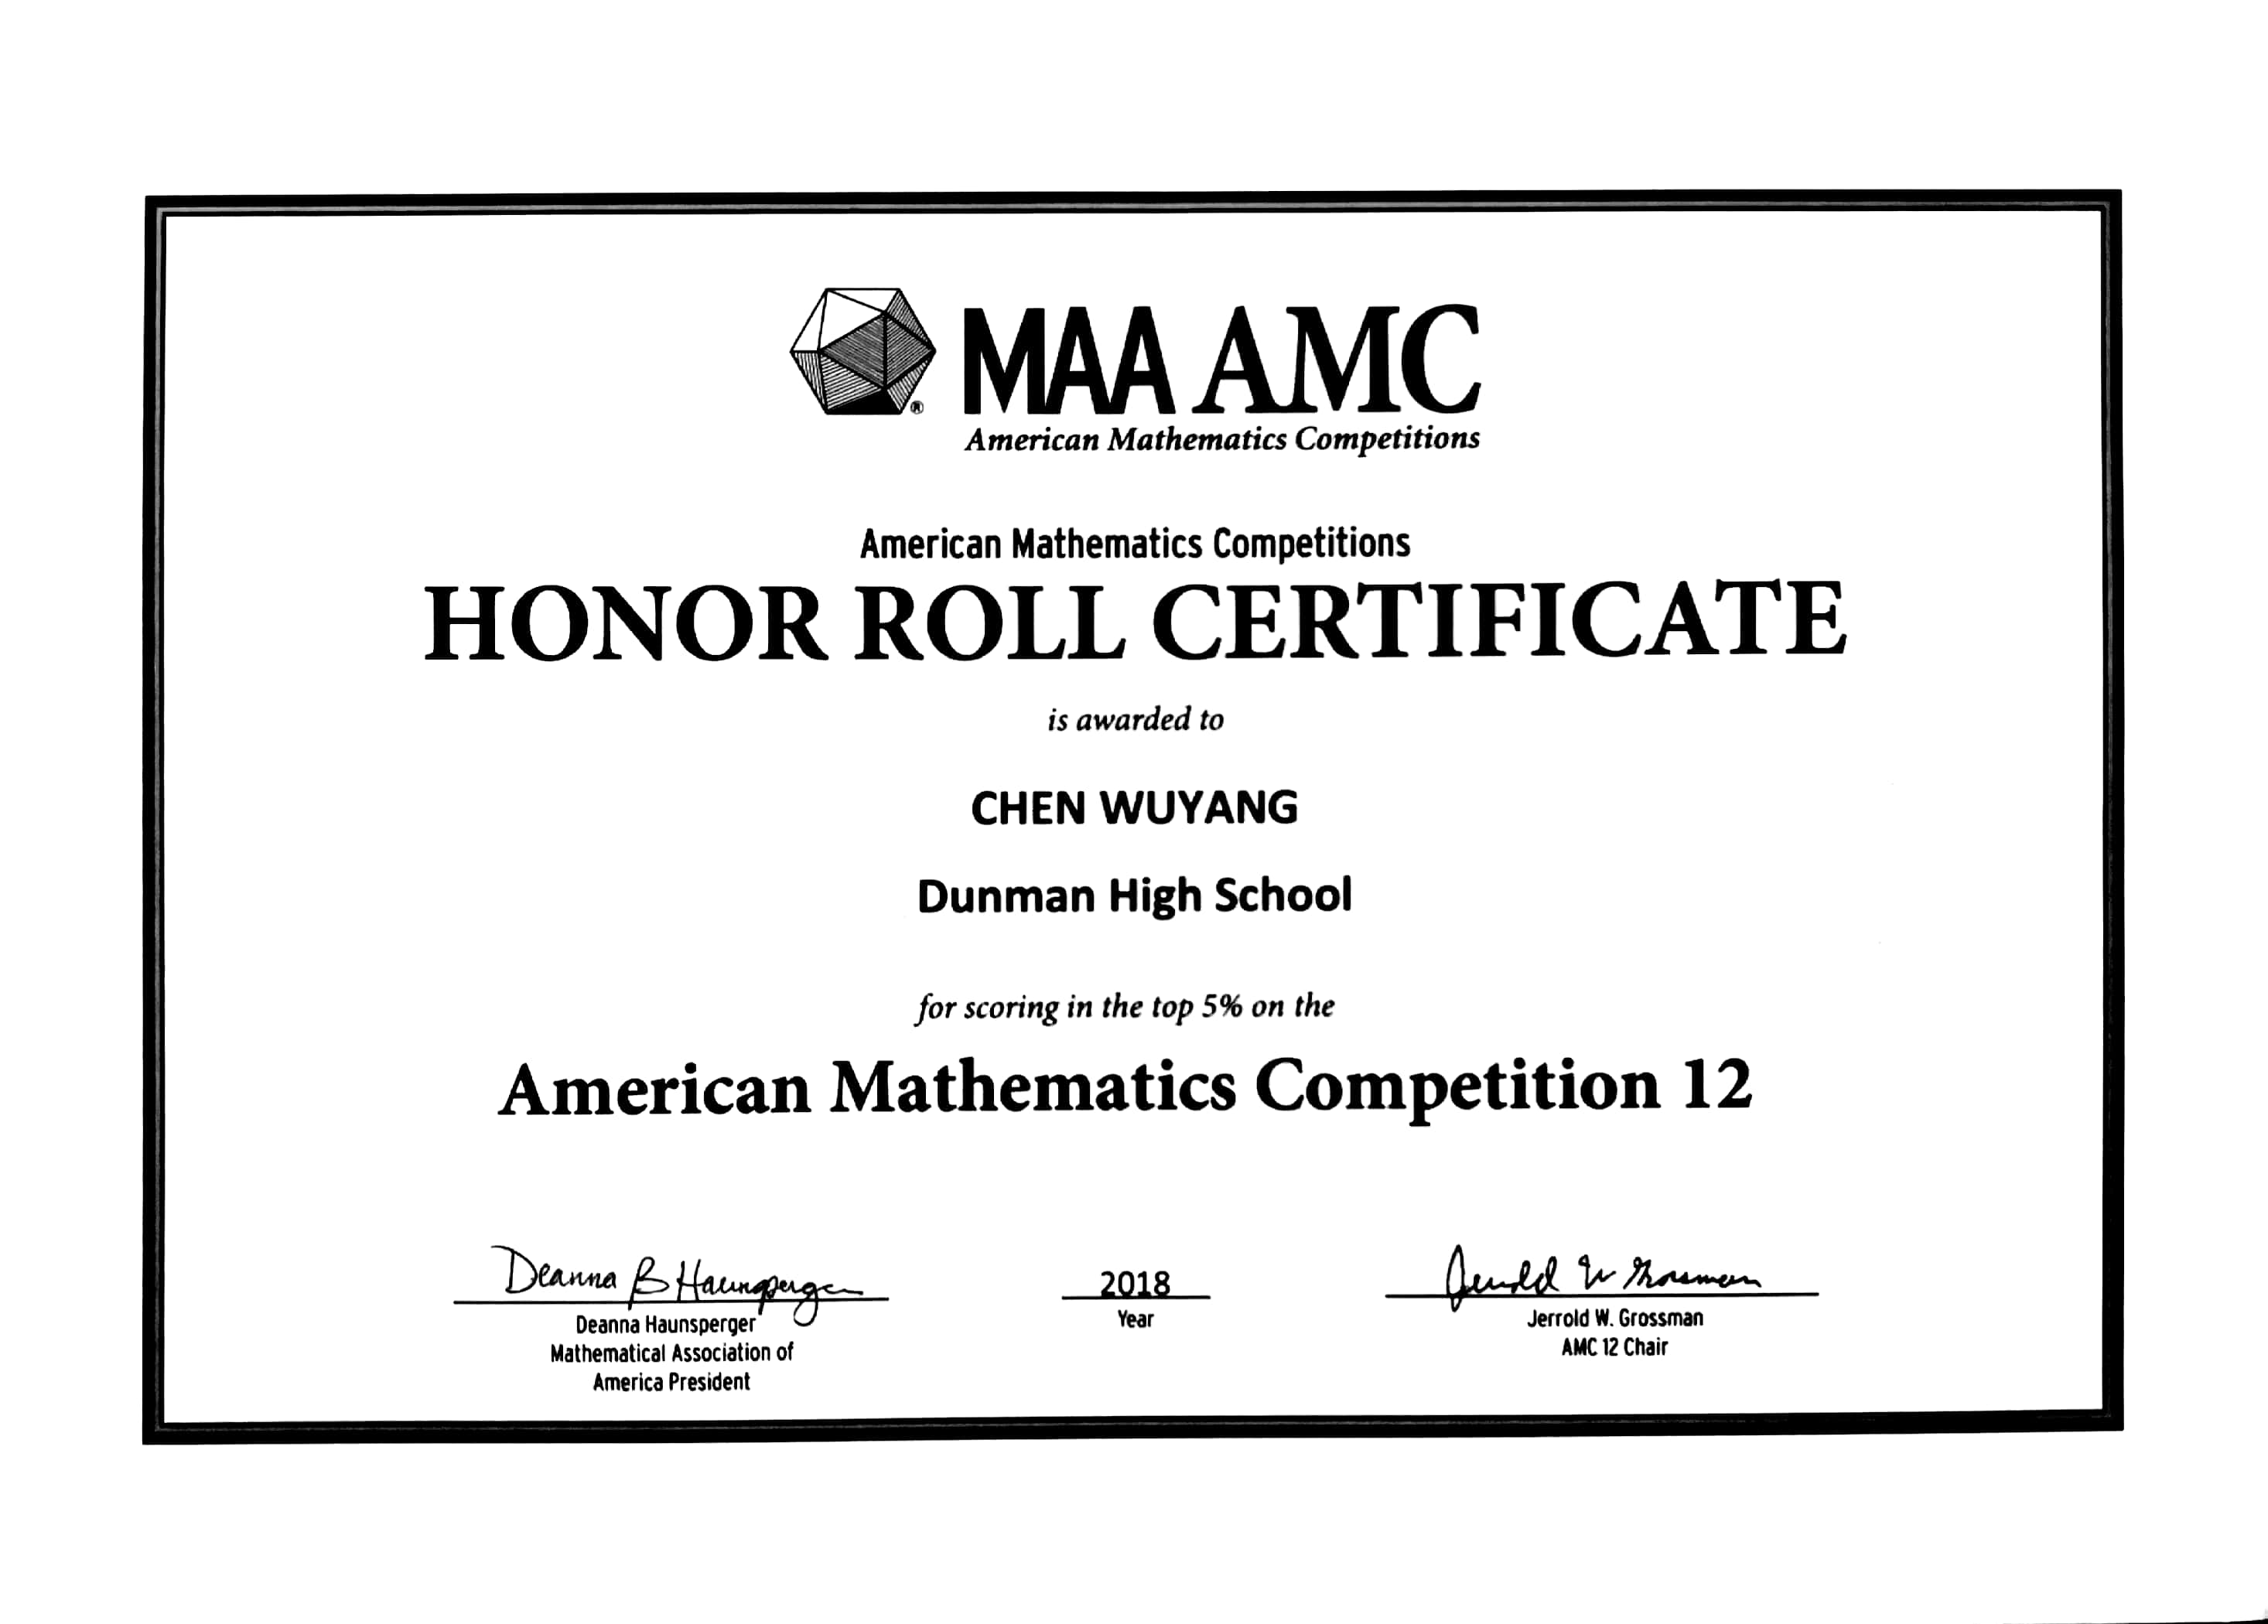 MAA AMC
American Mathematics Competitions
American Mathematics Competitions
HONOR ROLL CERTIFICATE
is awarded to
CHEN WUYANG
Dunman High School
for scoring in the top 5% on the
American Mathematics Competition 12
Deanna B Haunsperger
2018
Jerrold W Grossman
Deanna Haunsperger
Mathematical Association of
America President
Year
Jerrold W. Grossman
AMC 12 Chair